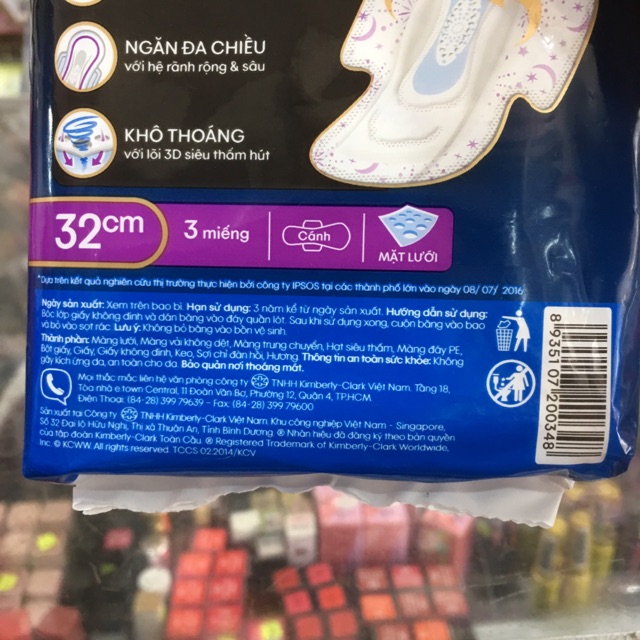 NGĂN ĐA CHIỀU
với hệ rãnh rộng & sâu
KHÔ THOÁNG
với lõi 3D siêu thấm hút
32cm
3 miếng
Cánh
MẶT LƯỚI
*Dựa trên kết quả nghiên cứu thị trường thực hiện bởi công ty IPSOS tại các thành phố lớn vào ngày 08/ 07/ 2016
Ngày sản xuất: Xem trên bao bì. Hạn sử dụng: 3 năm kể từ ngày sản xuất. Hướng dẫn sử dụng:
Bóc lớp giấy không dính và dán băng vào đáy quần lót. Sau khi sử dụng xong, cuộn băng vào bao
và bỏ vào sọt rác. Lưu ý: Không bỏ băng vào bồn vệ sinh.
Thành phần: Màng lưới, Màng vải không dệt, Màng trung chuyển, Hạt siêu thấm, Màng đáy PE,
Bột giấy, Giấy, Giấy không dính, Keo, Sợi chỉ đàn hồi, Hương. Thông tin an toàn sức khỏe: Không
gây kích ứng da, an toàn cho da. Bảo quản nơi thoáng mát.
Mọi thắc mắc liên hệ văn phòng công ty TNHH Kimberly-Clark Việt Nam. Tầng 18,
Tòa nhà e.town Central, 11 Đoàn Văn Bơ, Phường 12, Quận 4, TP.HCM
Điện Thoại: (84-28) 399 79639 - Fax: (84-28) 399 79600
Sản xuất tại Công ty TNHH Kimberly-Clark Việt Nam. Khu công nghiệp Việt Nam - Singapore,
Số 32 Đại lộ Hữu Nghị, Thị xã Thuận An, Tỉnh Bình Dương. ® Nhãn hiệu đã đăng ký theo bản quyền
của tập đoàn Kimberly-Clark Toàn Cầu ® Registered Trademark of Kimberly-Clark Worldwide,
Inc. © KCWW. All rights reserved. TCCS 02:2014/KCV
8 935107 200348